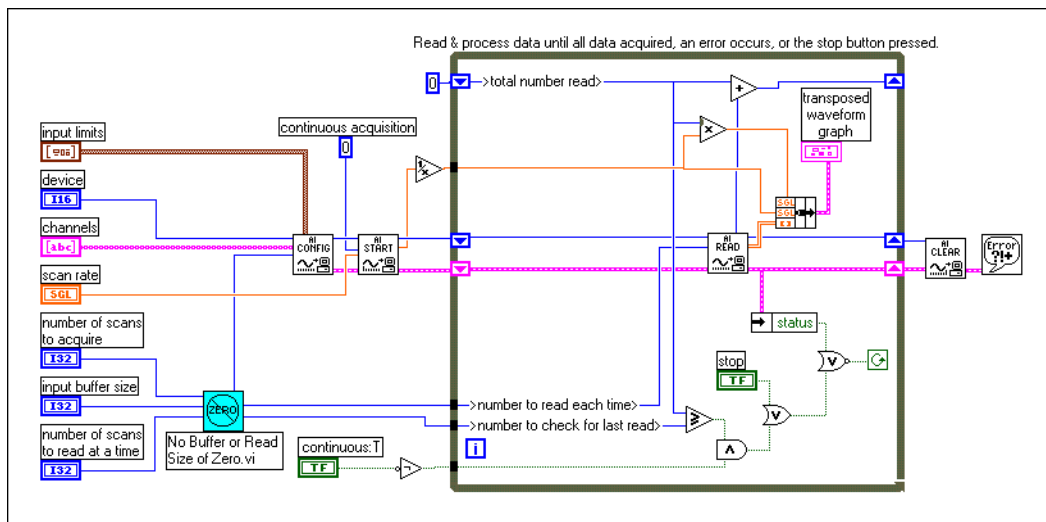 Read & process data until all data acquired, an error occurs, or the stop button pressed.
0
>total number read>
+
transposed
waveform
graph
continuous acquisition
0
input limits
x
1/x
device
I16
SGL
SGL
channels
[abc]
AI
CONFIG
AI
START
AI
READ
AI
CLEAR
Error
?!+
scan rate
SGL
status
number of scans
to acquire
I32
stop
TF
V
V
input buffer size
I32
ZERO
>number to read each time>
>number to check for last read>
≥
number of scans
to read at a time
I32
No Buffer or Read
Size of Zero.vi
continuous:T
TF
¬
i
Λ